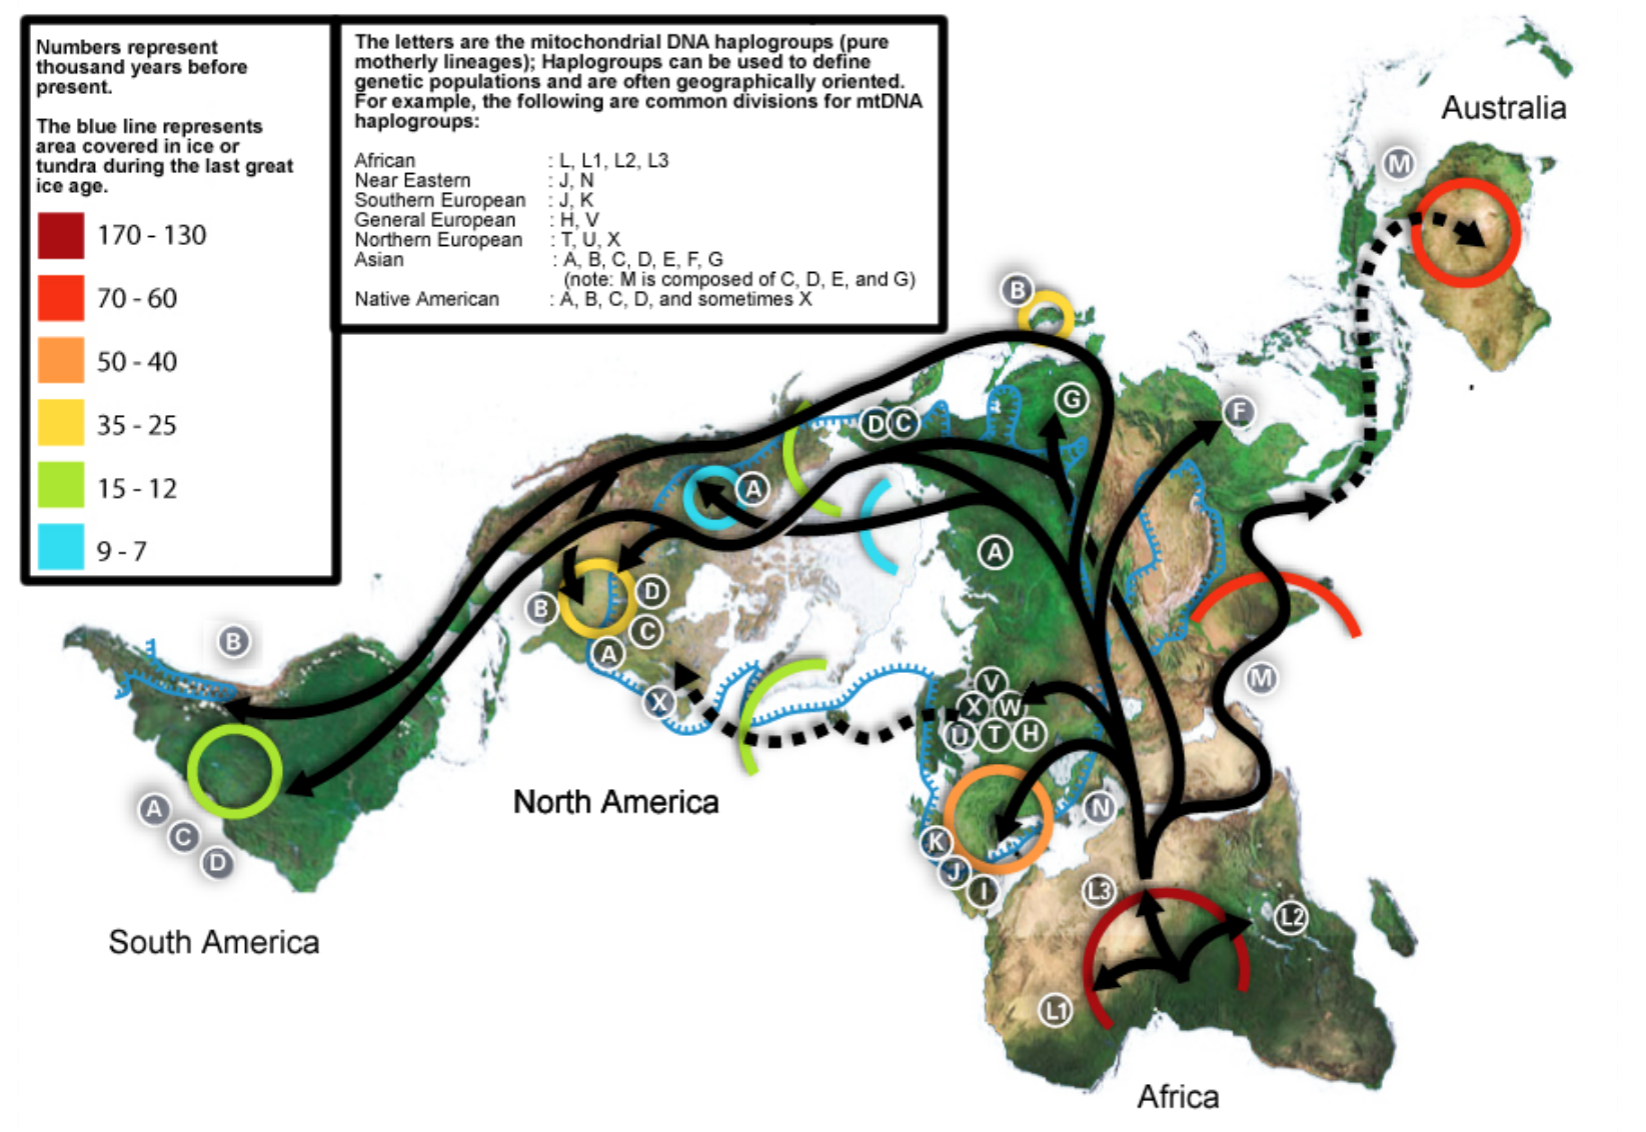 Numbers represent
thousand years before
present.
The blue line represents
area covered in ice or
tundra during the last great
ice age.
170 - 130
70 - 60
50 - 40
35 - 25
15 - 12
9 - 7
The letters are the mitochondrial DNA haplogroups (pure
motherly lineages); Haplogroups can be used to define
genetic populations and are often geographically oriented.
For example, the following are common divisions for mtDNA
haplogroups:
African : L, L1, L2, L3
Near Eastern : J, N
Southern European : J, K
General European : H, V
Northern European : T, U, X
Asian : A, B, C, D, E, F, G
(note: M is composed of C, D, E, and G)
Native American : A, B, C, D, and sometimes X
Australia
M
B
G
F
D C
A
A
B
D
C
A
X
B
M
V
X W
U T H
North America
A
C
D
N
K
J
I
L3
L2
South America
L1
Africa